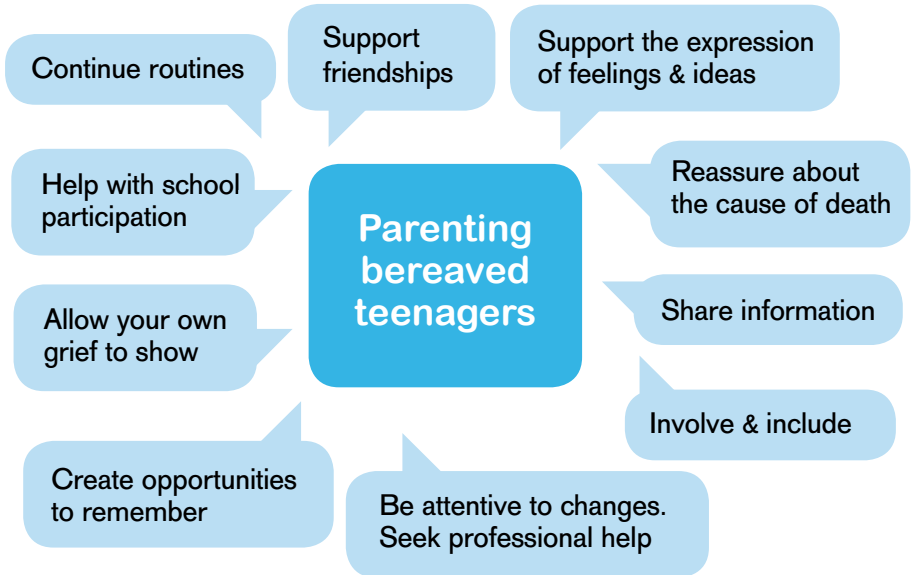 Continue routines
Support
friendships
Support the expression
of feelings & ideas
Help with school
participation
Parenting
bereaved
teenagers
Reassure about
the cause of death
Allow your own
grief to show
Share information
Involve & include
Create opportunities
to remember
Be attentive to changes.
Seek professional help